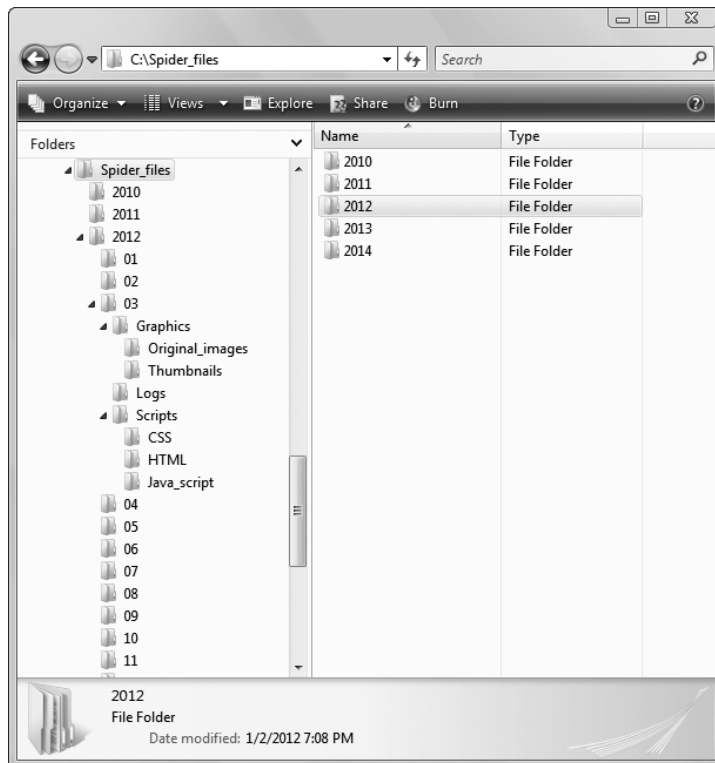 C:\Spider_files
Search
Organize Views Explore Share Burn
Folders
Spider_files
2010
2011
2012
01
02
03
Graphics
Original_images
Thumbnails
Logs
Scripts
CSS
HTML
Java_script
04
05
06
07
08
09
10
11
Name Type
2010 File Folder
2011 File Folder
2012 File Folder
2013 File Folder
2014 File Folder
2012
File Folder
Date modified: 1/2/2012 7:08 PM